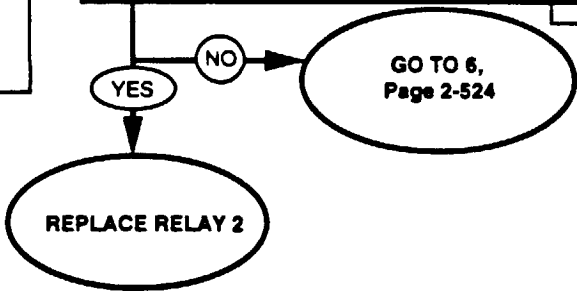 NO
GO TO 6,
Page 2-524
YES
REPLACE RELAY 2